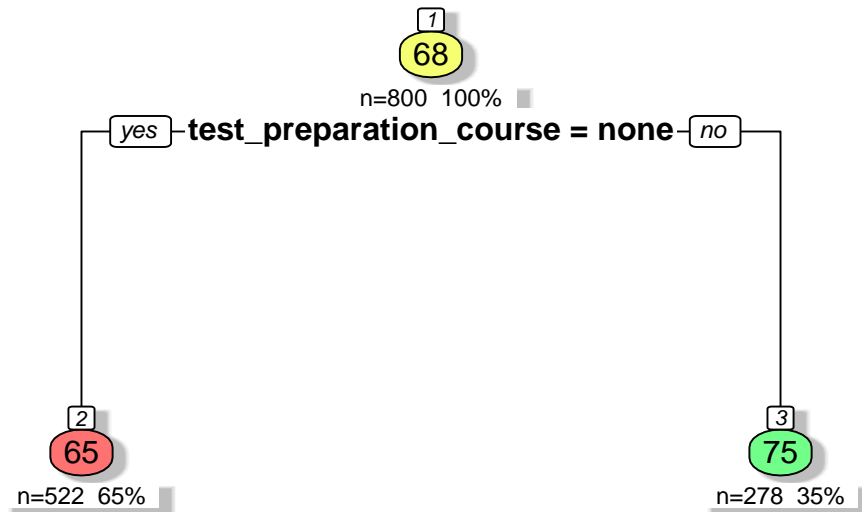 1
68
n=800 100%
yes test_preparation_course = none no
2 3
65 75
n=522 65% n=278 35%